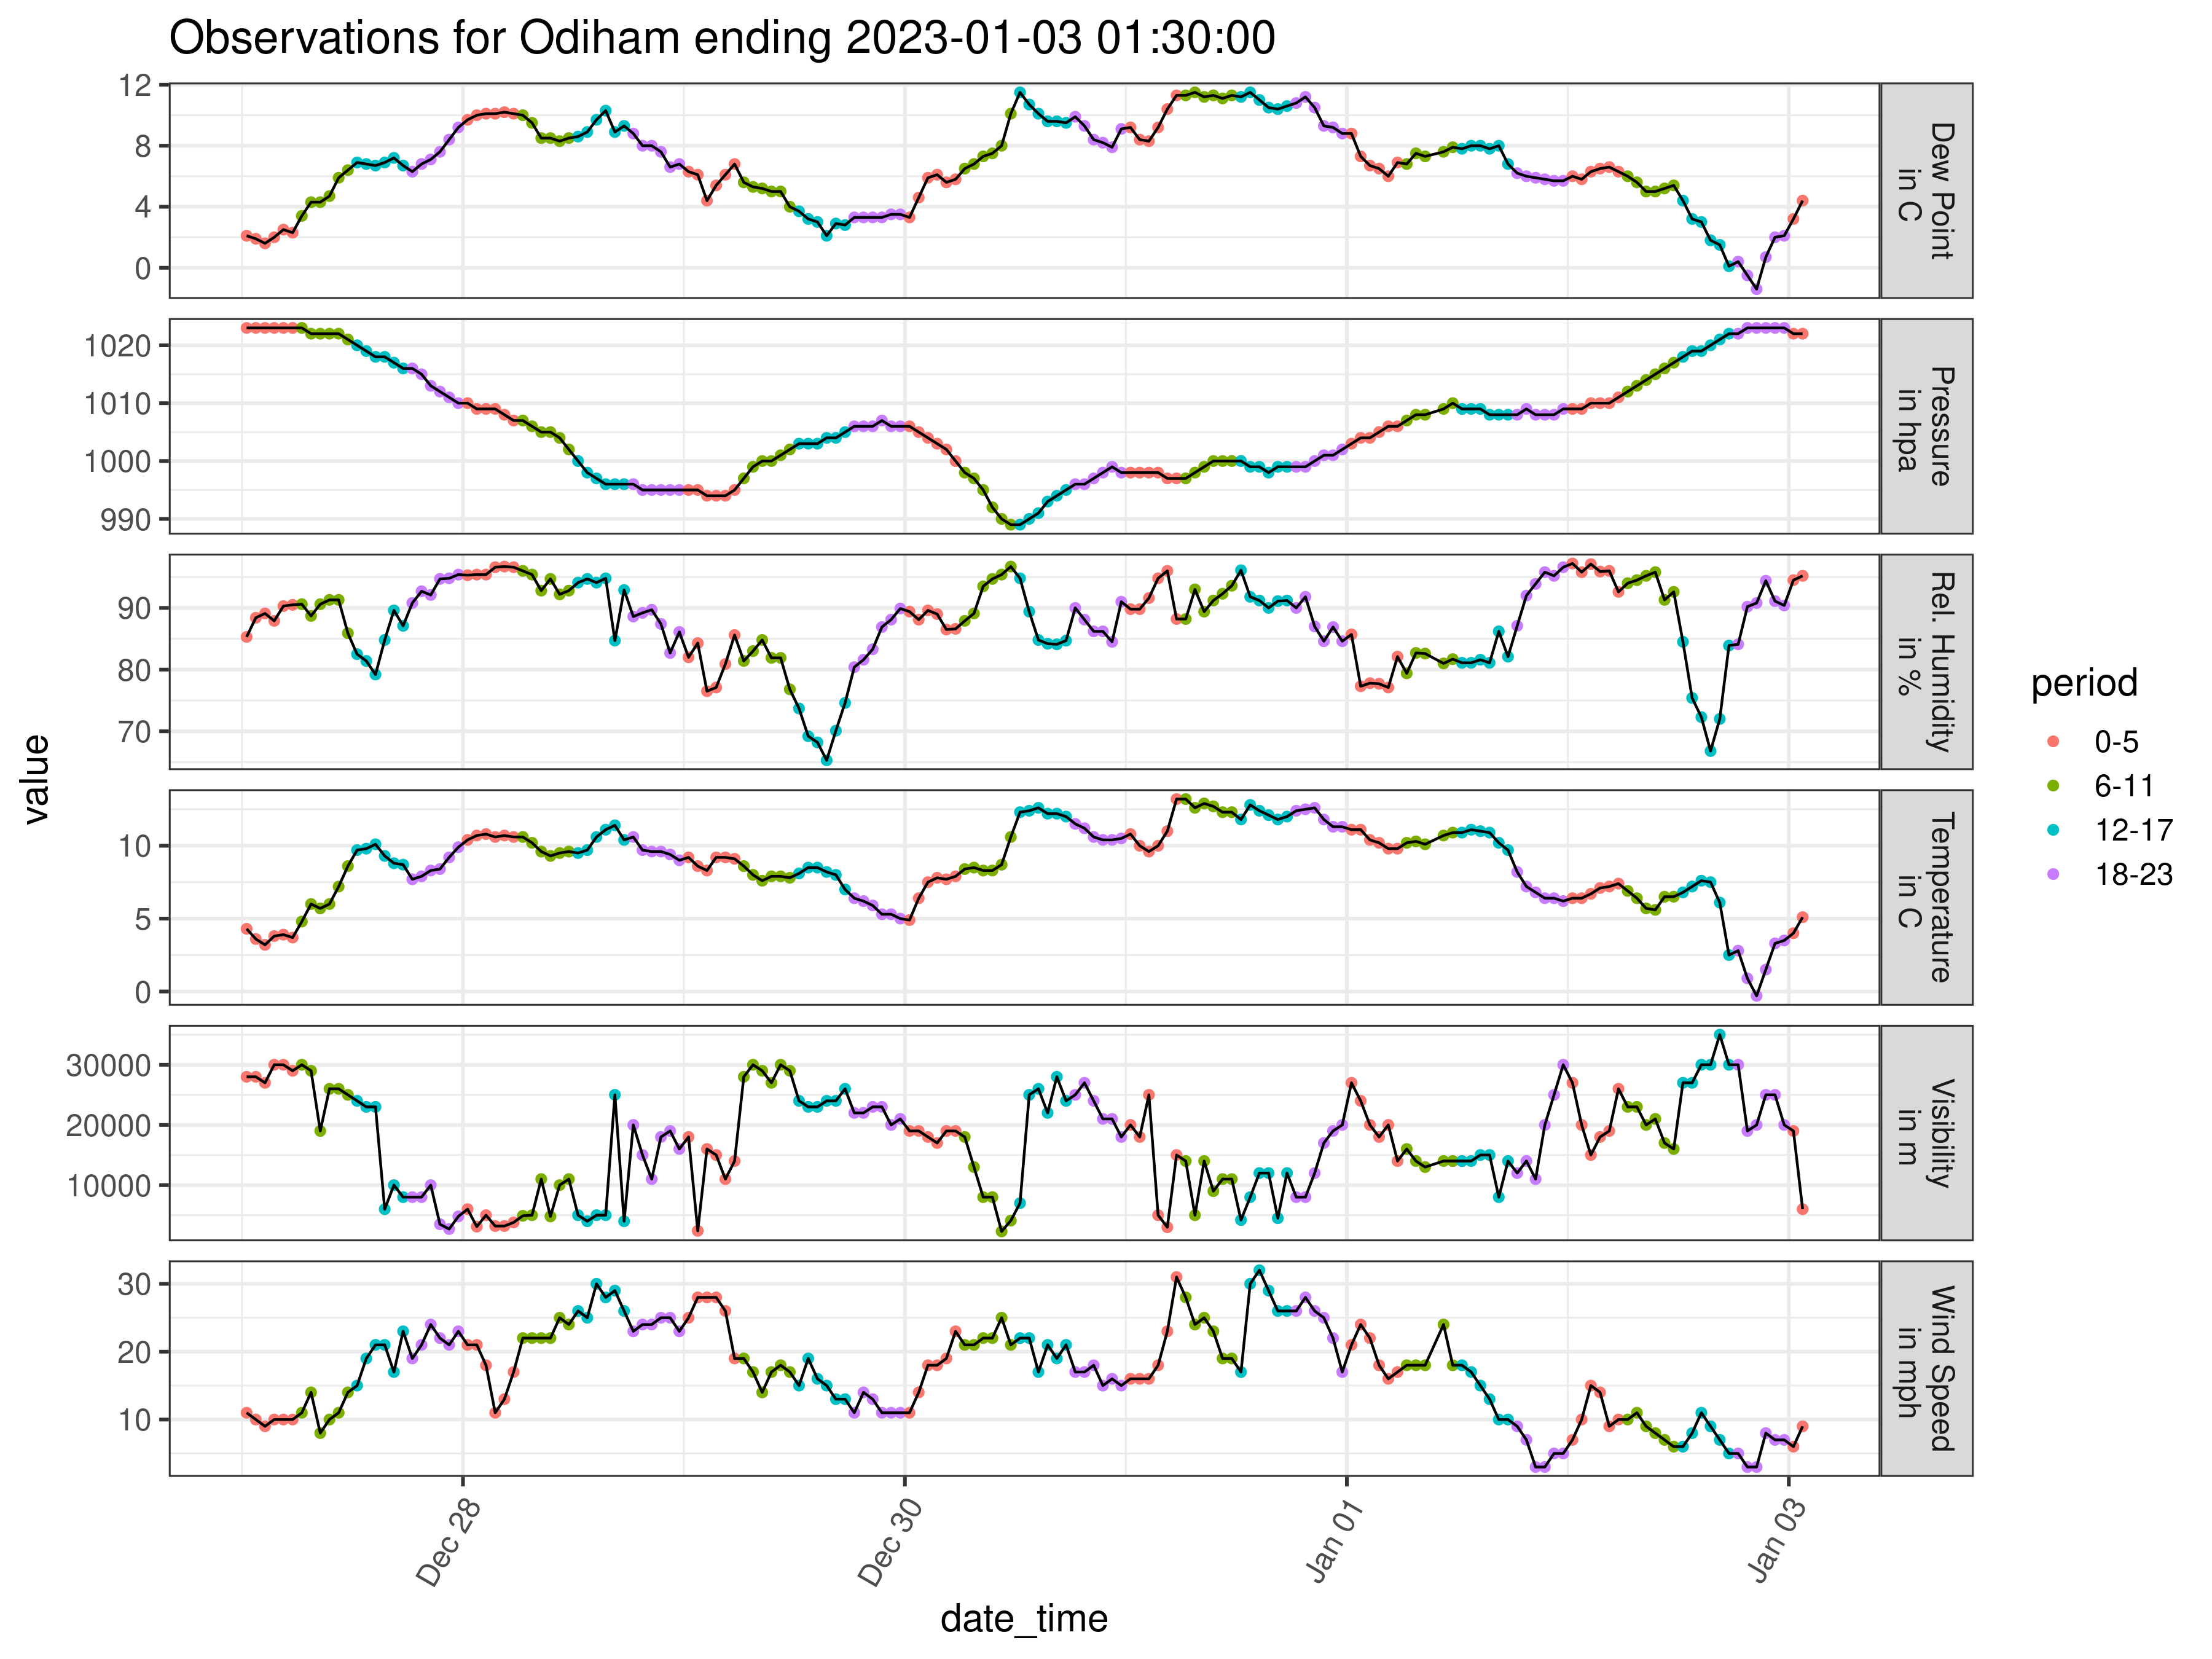 Observations for Odiham ending 2023-01-03 01:30:00
value
12
8
4
0
Dew Point
in C
1020
1010
1000
990
Pressure
in hpa
90
80
70
Rel. Humidity
in %
10
5
0
Temperature
in C
30000
20000
10000
Visibility
in m
30
20
10
Wind Speed
in mph
Dec 28
Dec 30
Jan 01
Jan 03
date_time
period
0-5
6-11
12-17
18-23